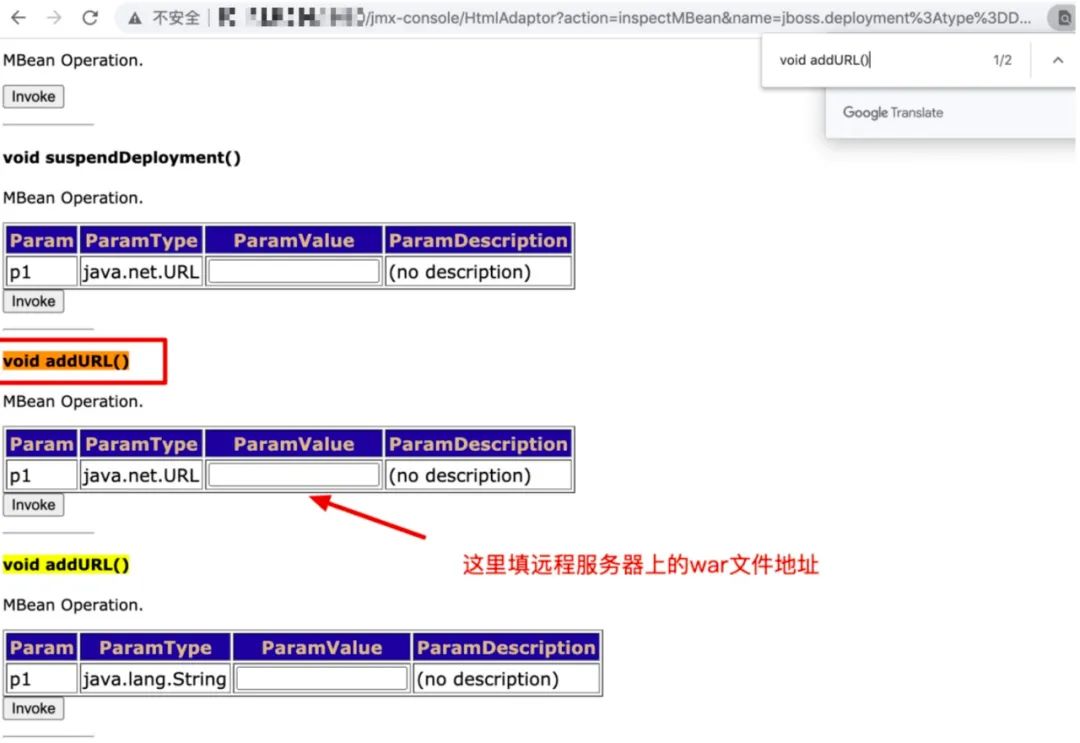 不安全
/jmx-console/HtmlAdaptor?action=inspectMBean&name=jboss.deployment%3Atype%3DD...
void addURL() 1/2
Google Translate
MBean Operation.
Invoke
void suspendDeployment()
MBean Operation.
Param ParamType ParamValue ParamDescription
p1 java.net.URL (no description)
Invoke
void addURL()
MBean Operation.
Param ParamType ParamValue ParamDescription
p1 java.net.URL (no description)
Invoke
这里填远程服务器上的war文件地址
void addURL()
MBean Operation.
Param ParamType ParamValue ParamDescription
p1 java.lang.String (no description)
Invoke